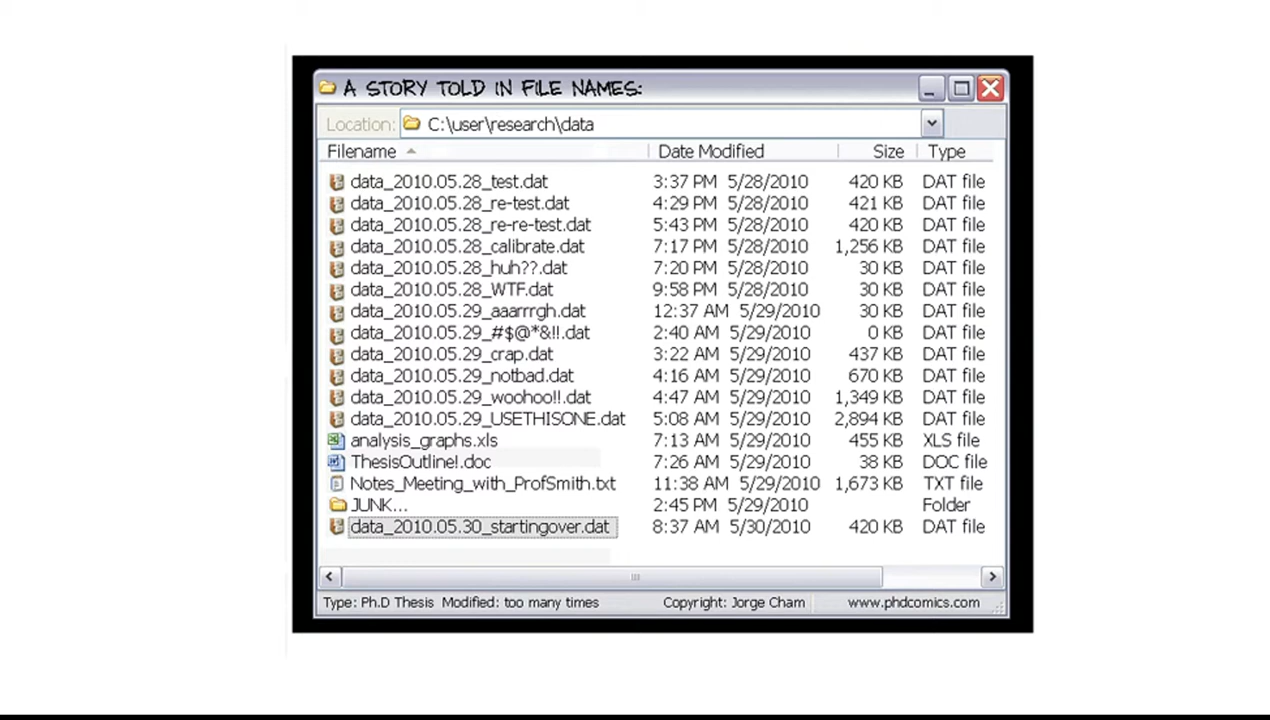 A STORY TOLD IN FILE NAMES:
Location: C:\user\research\data
Filename Date Modified Size Type
data_2010.05.28_test.dat 3:37 PM 5/28/2010 420 KB DAT file
data_2010.05.28_re-test.dat 4:29 PM 5/28/2010 421 KB DAT file
data_2010.05.28_re-re-test.dat 5:43 PM 5/28/2010 420 KB DAT file
data_2010.05.28_calibrate.dat 7:17 PM 5/28/2010 1,256 KB DAT file
data_2010.05.28_huh??.dat 7:20 PM 5/28/2010 30 KB DAT file
data_2010.05.28_WTF.dat 9:58 PM 5/28/2010 30 KB DAT file
data_2010.05.29_aaarrrgh.dat 12:37 AM 5/29/2010 30 KB DAT file
data_2010.05.29_#$@*&!!.dat 2:40 AM 5/29/2010 0 KB DAT file
data_2010.05.29_crap.dat 3:22 AM 5/29/2010 437 KB DAT file
data_2010.05.29_notbad.dat 4:16 AM 5/29/2010 670 KB DAT file
data_2010.05.29_woohoo!!.dat 4:47 AM 5/29/2010 1,349 KB DAT file
data_2010.05.29_USETHISONE.dat 5:08 AM 5/29/2010 2,894 KB DAT file
analysis_graphs.xls 7:13 AM 5/29/2010 455 KB XLS file
ThesisOutline!.doc 7:26 AM 5/29/2010 38 KB DOC file
Notes_Meeting_with_ProfSmith.txt 11:38 AM 5/29/2010 1,673 KB TXT file
JUNK... 2:45 PM 5/29/2010 Folder
data_2010.05.30_startingover.dat 8:37 AM 5/30/2010 420 KB DAT file
Type: Ph.D Thesis Modified: too many times Copyright: Jorge Cham www.phdcomics.com